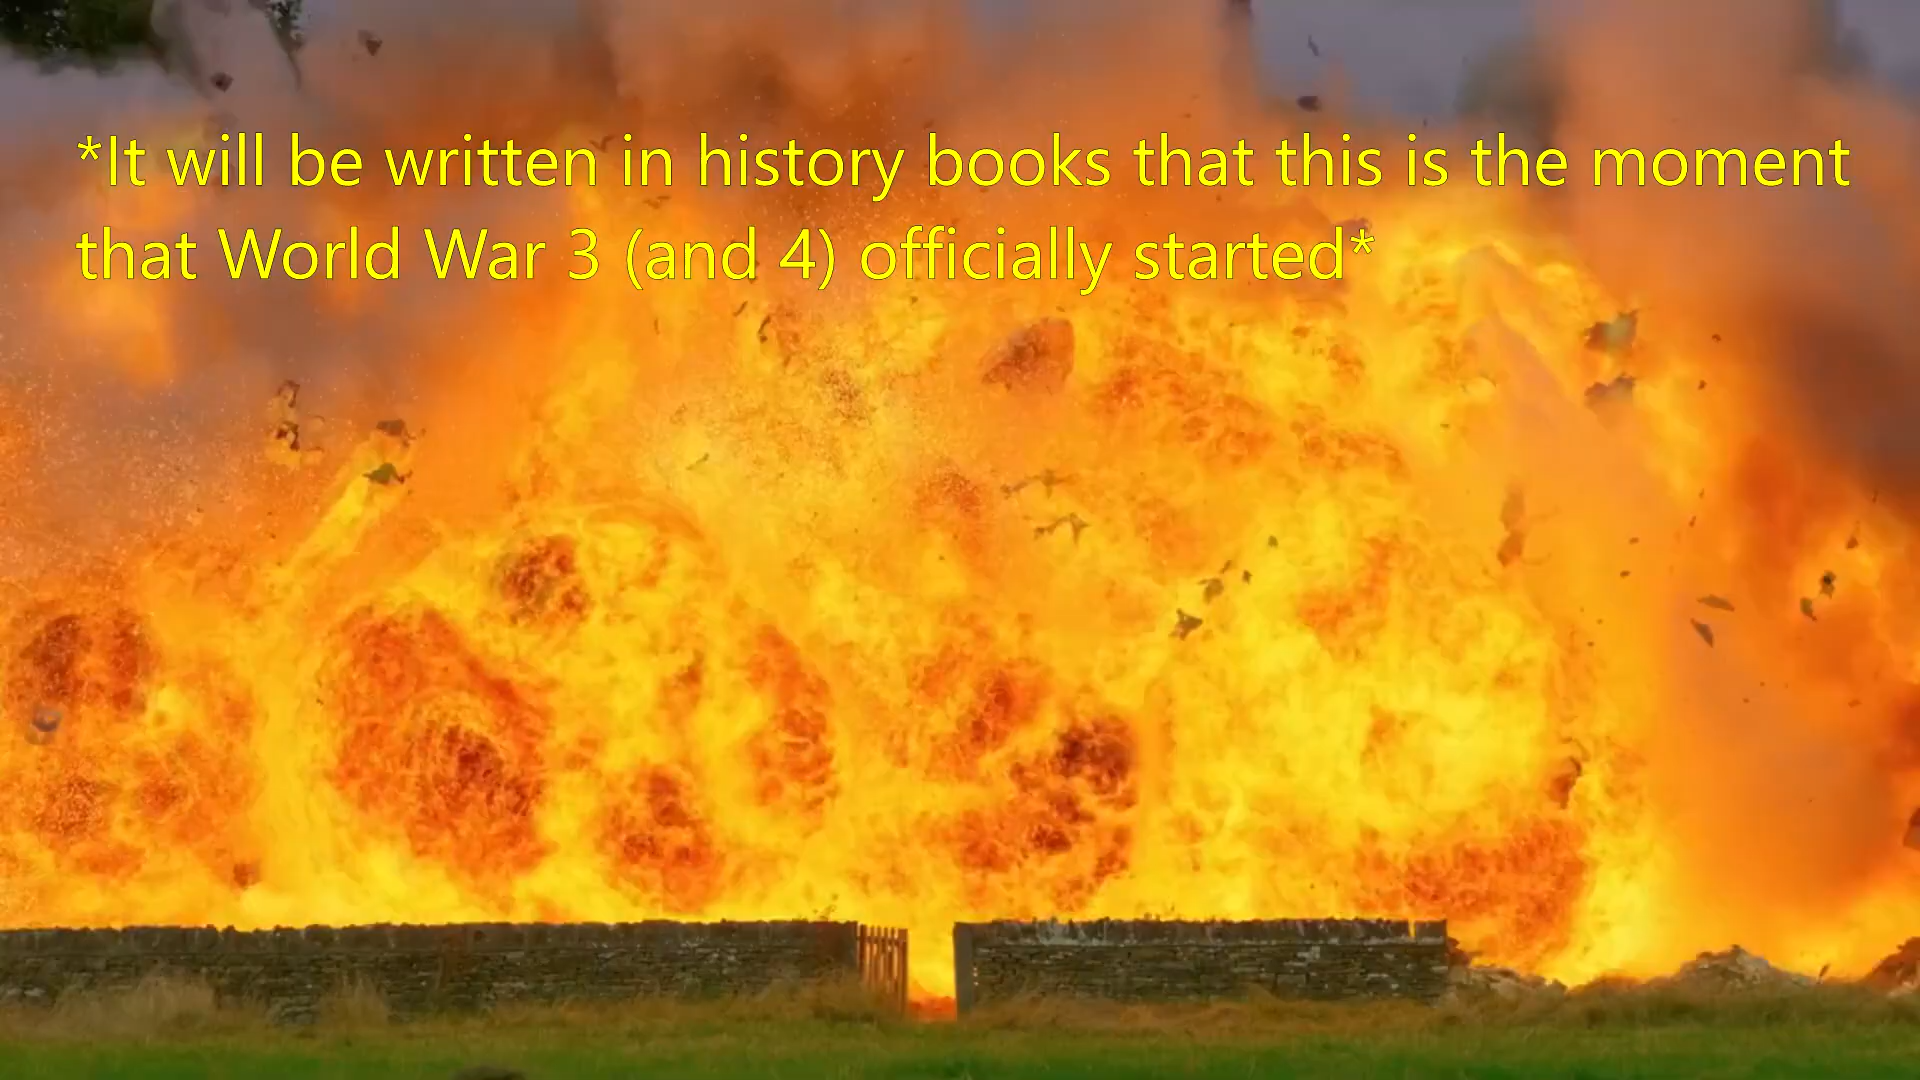 *It will be written in history books that this is the moment
that World War 3 (and 4) officially started*